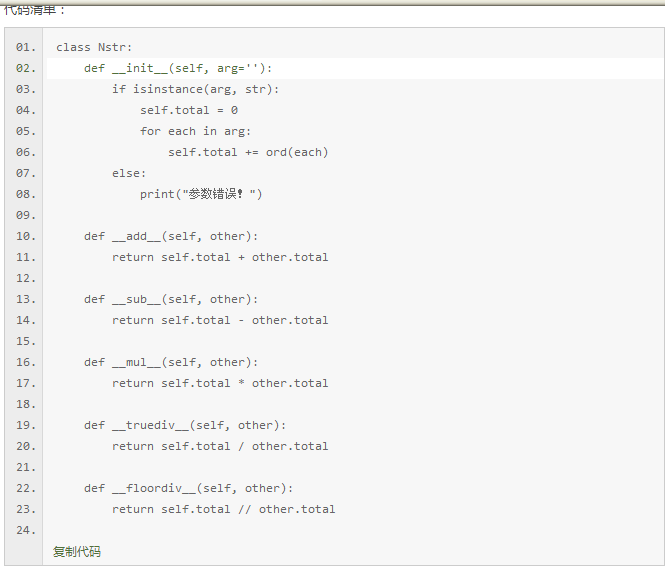 代码清单：
01. class Nstr:
02.     def __init__(self, arg=''):
03.         if isinstance(arg, str):
04.             self.total = 0
05.             for each in arg:
06.                 self.total += ord(each)
07.         else:
08.             print("参数错误！")
09.
10.     def __add__(self, other):
11.         return self.total + other.total
12.
13.     def __sub__(self, other):
14.         return self.total - other.total
15.
16.     def __mul__(self, other):
17.         return self.total * other.total
18.
19.     def __truediv__(self, other):
20.         return self.total / other.total
21.
22.     def __floordiv__(self, other):
23.         return self.total // other.total
24.
复制代码